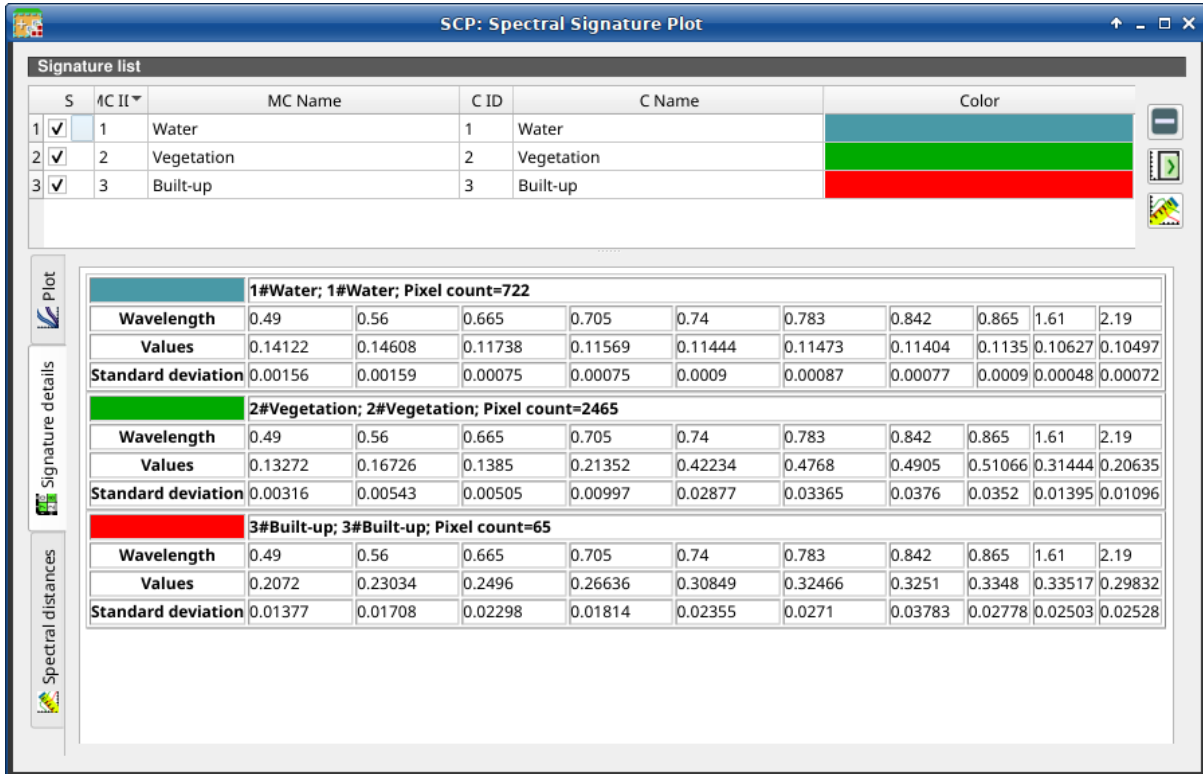 SCP: Spectral Signature Plot
Signature list
S MC ID MC Name C ID C Name Color
1 1 Water 1 Water
2 2 Vegetation 2 Vegetation
3 3 Built-up 3 Built-up
Plot
Signature details
Spectral distances
1#Water; 1#Water; Pixel count=722
Wavelength 0.49 0.56 0.665 0.705 0.74 0.783 0.842 0.865 1.61 2.19
Values 0.14122 0.14608 0.11738 0.11569 0.11444 0.11473 0.11404 0.1135 0.10627 0.10497
Standard deviation 0.00156 0.00159 0.00075 0.00075 0.0009 0.00087 0.00077 0.0009 0.00048 0.00072
2#Vegetation; 2#Vegetation; Pixel count=2465
Wavelength 0.49 0.56 0.665 0.705 0.74 0.783 0.842 0.865 1.61 2.19
Values 0.13272 0.16726 0.1385 0.21352 0.42234 0.4768 0.4905 0.51066 0.31444 0.20635
Standard deviation 0.00316 0.00543 0.00505 0.00997 0.02877 0.03365 0.0376 0.0352 0.01395 0.01096
3#Built-up; 3#Built-up; Pixel count=65
Wavelength 0.49 0.56 0.665 0.705 0.74 0.783 0.842 0.865 1.61 2.19
Values 0.2072 0.23034 0.2496 0.26636 0.30849 0.32466 0.3251 0.3348 0.33517 0.29832
Standard deviation 0.01377 0.01708 0.02298 0.01814 0.02355 0.0271 0.03783 0.02778 0.02503 0.02528